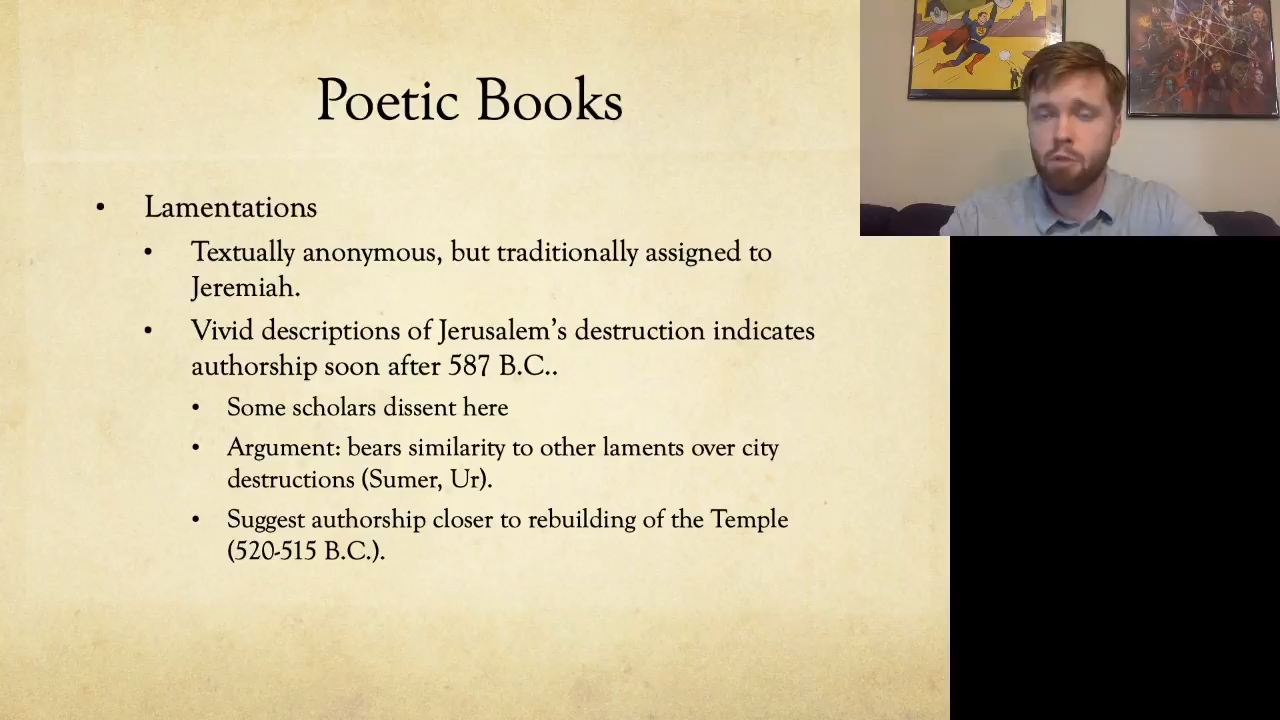 Poetic Books
• Lamentations
• Textually anonymous, but traditionally assigned to
Jeremiah.
• Vivid descriptions of Jerusalem’s destruction indicates
authorship soon after 587 B.C..
• Some scholars dissent here
• Argument: bears similarity to other laments over city
destructions (Sumer, Ur).
• Suggest authorship closer to rebuilding of the Temple
(520-515 B.C.).